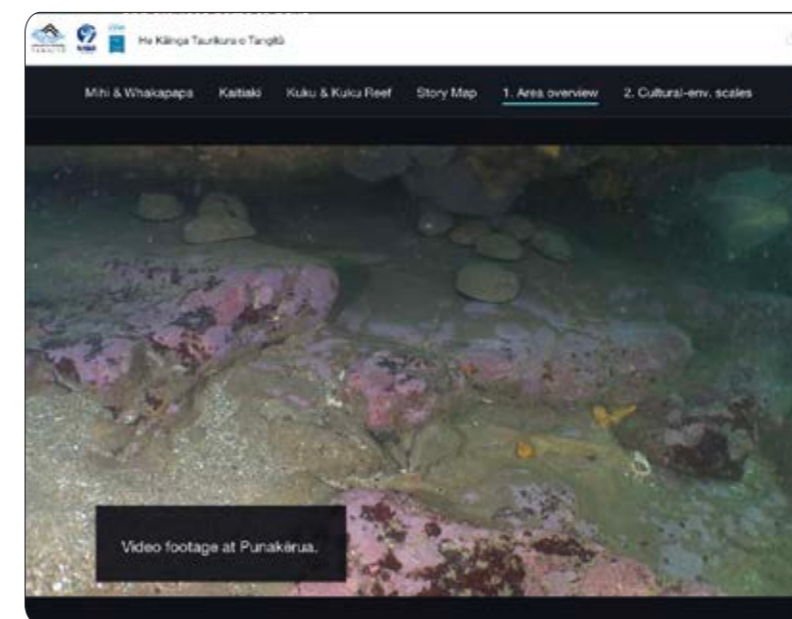 He Kāinga Taurikura o Tangitū
Mihi & Whakapapa Kaitiaki Kuku & Kuku Reef Story Map 1. Area overview 2. Cultural-env. scales
Video footage at Punakērua.